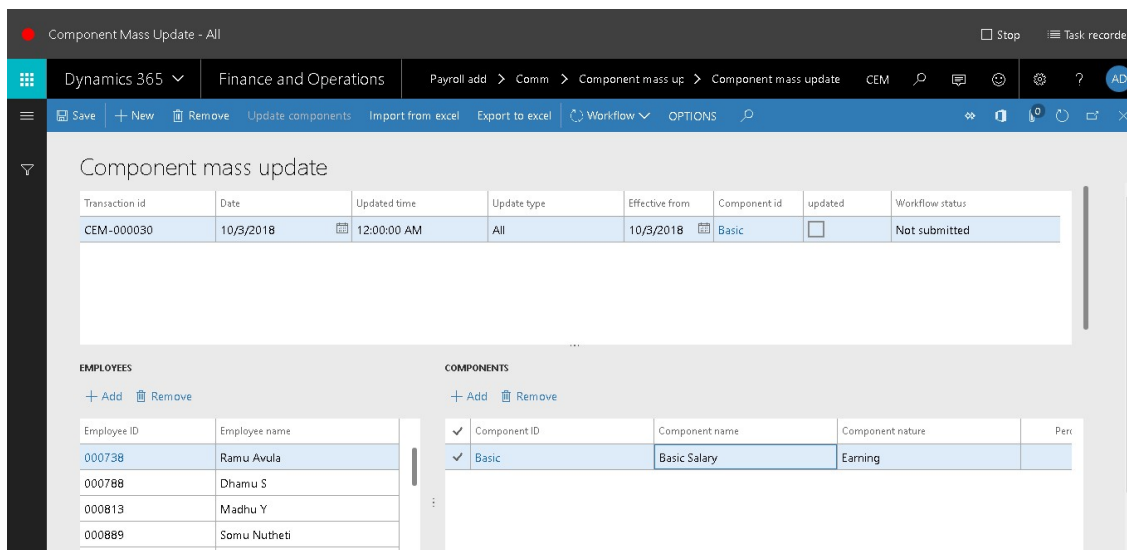 Component Mass Update - All Stop Task recorde
Dynamics 365 Finance and Operations Payroll add > Comm > Component mass up > Component mass update CEM ? AD
Save + New Remove Update components Import from excel Export to excel Workflow OPTIONS 0
Component mass update
Transaction id Date Updated time Update type Effective from Component id updated Workflow status
CEM-000030 10/3/2018 12:00:00 AM All 10/3/2018 Basic Not submitted
EMPLOYEES COMPONENTS
+ Add Remove + Add Remove
Employee ID Employee name Component ID Component name Component nature Perc
000738 Ramu Avula Basic Basic Salary Earning
000788 Dhamu S
000813 Madhu Y
000889 Somu Nutheti